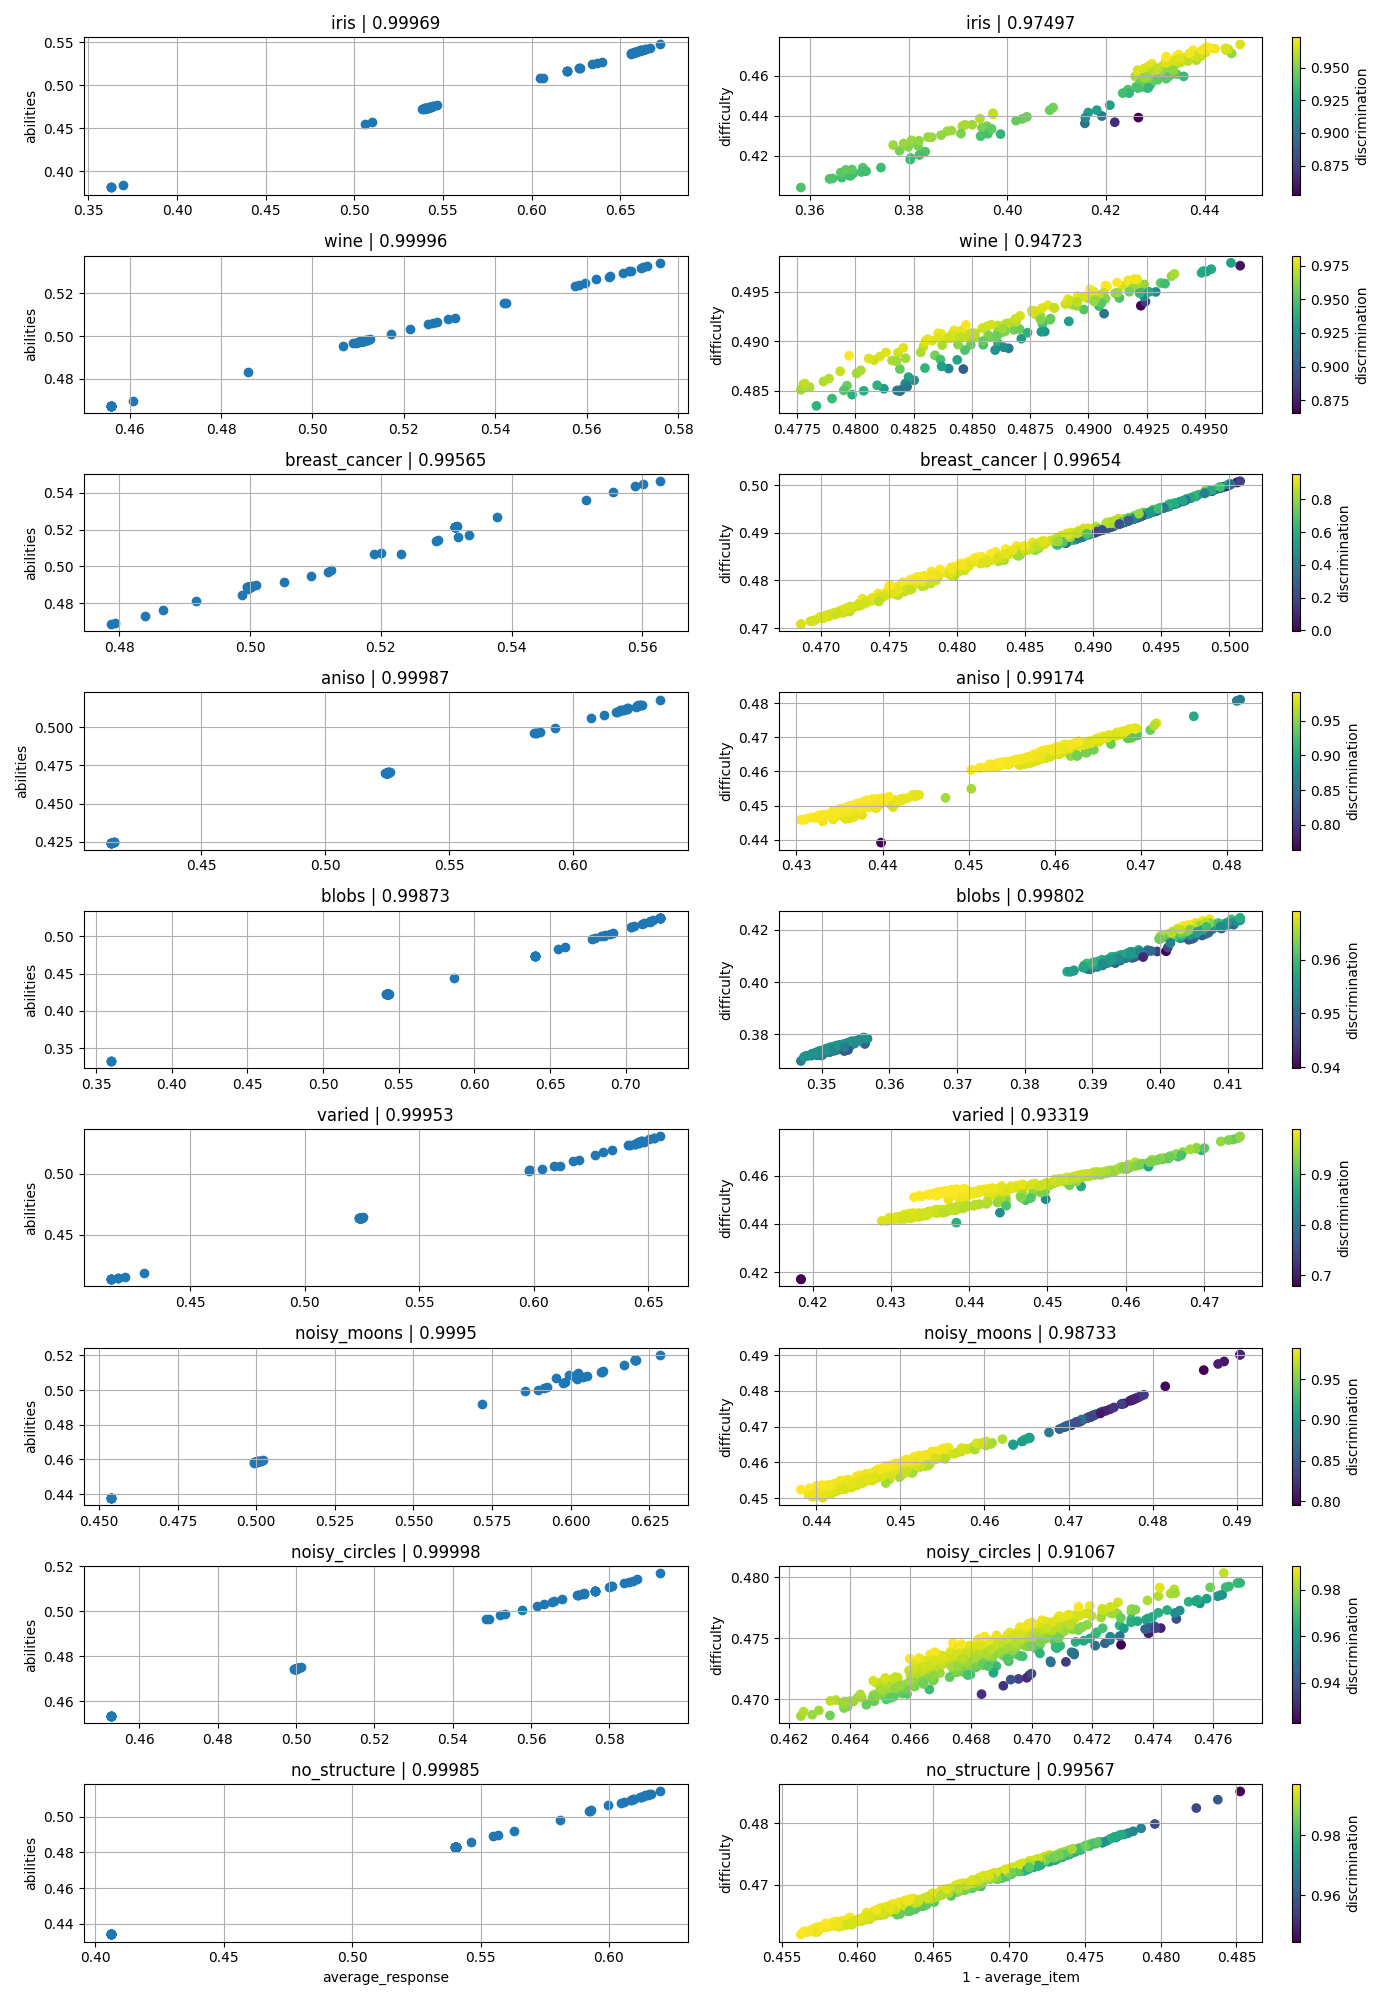 iris | 0.99969
abilities
0.55
0.50
0.45
0.40
0.35 0.40 0.45 0.50 0.55 0.60 0.65
iris | 0.97497
difficulty
0.46
0.44
0.42
0.36 0.38 0.40 0.42 0.44
0.950
0.925
0.900
0.875
discrimination
wine | 0.99996
abilities
0.52
0.50
0.48
0.46 0.48 0.50 0.52 0.54 0.56 0.58
wine | 0.94723
difficulty
0.495
0.490
0.485
0.4775 0.4800 0.4825 0.4850 0.4875 0.4900 0.4925 0.4950
0.975
0.950
0.925
0.900
0.875
discrimination
breast_cancer | 0.99565
abilities
0.54
0.52
0.50
0.48
0.48 0.50 0.52 0.54 0.56
breast_cancer | 0.99654
difficulty
0.50
0.49
0.48
0.47
0.470 0.475 0.480 0.485 0.490 0.495 0.500
0.8
0.6
0.4
0.2
0.0
discrimination
aniso | 0.99987
abilities
0.500
0.475
0.450
0.425
0.45 0.50 0.55 0.60
aniso | 0.99174
difficulty
0.48
0.47
0.46
0.45
0.44
0.43 0.44 0.45 0.46 0.47 0.48
0.95
0.90
0.85
0.80
discrimination
blobs | 0.99873
abilities
0.50
0.45
0.40
0.35
0.35 0.40 0.45 0.50 0.55 0.60 0.65 0.70
blobs | 0.99802
difficulty
0.42
0.40
0.38
0.35 0.36 0.37 0.38 0.39 0.40 0.41
0.96
0.95
0.94
discrimination
varied | 0.99953
abilities
0.50
0.45
0.45 0.50 0.55 0.60 0.65
varied | 0.93319
difficulty
0.46
0.44
0.42
0.42 0.43 0.44 0.45 0.46 0.47
0.9
0.8
0.7
discrimination
noisy_moons | 0.9995
abilities
0.52
0.50
0.48
0.46
0.44
0.450 0.475 0.500 0.525 0.550 0.575 0.600 0.625
noisy_moons | 0.98733
difficulty
0.49
0.48
0.47
0.46
0.45
0.44 0.45 0.46 0.47 0.48 0.49
0.95
0.90
0.85
0.80
discrimination
noisy_circles | 0.99998
abilities
0.52
0.50
0.48
0.46
0.46 0.48 0.50 0.52 0.54 0.56 0.58
noisy_circles | 0.91067
difficulty
0.480
0.475
0.470
0.462 0.464 0.466 0.468 0.470 0.472 0.474 0.476
0.98
0.96
0.94
discrimination
no_structure | 0.99985
abilities
0.50
0.48
0.46
0.44
0.40 0.45 0.50 0.55 0.60
average_response
no_structure | 0.99567
difficulty
0.48
0.47
0.455 0.460 0.465 0.470 0.475 0.480 0.485
1 - average_item
0.98
0.96
discrimination